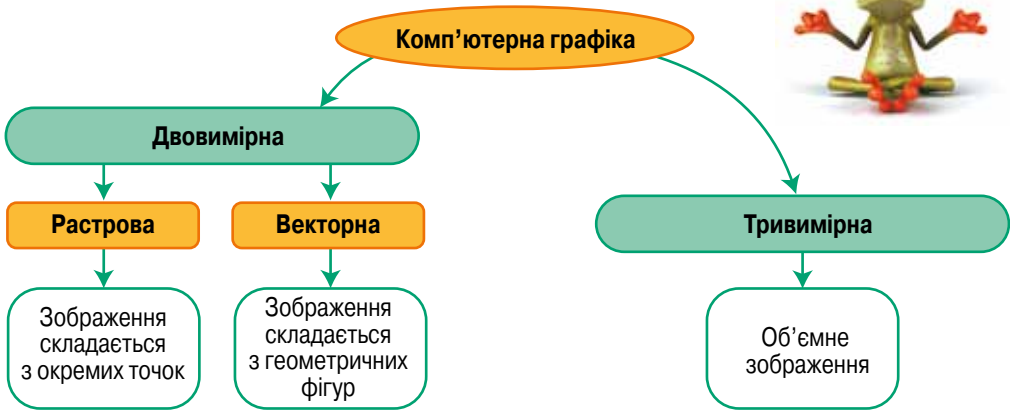 Комп’ютерна графіка
Двовимірна
Растрова
Векторна
Тривимірна
Зображення
складається
з окремих точок
Зображення
складається
з геометричних
фігур
Об’ємне
зображення